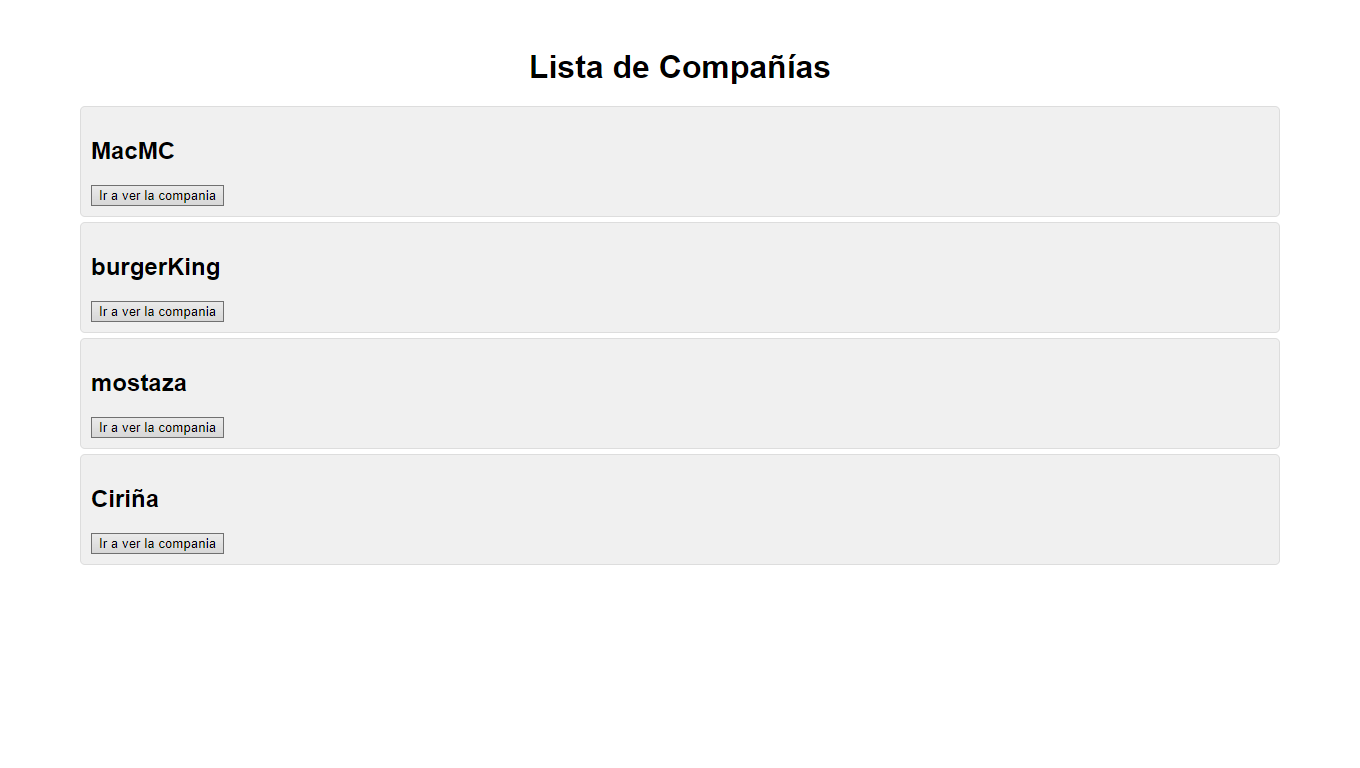 Lista de Compañías
MacMC
Ir a ver la compania
burgerKing
Ir a ver la compania
mostaza
Ir a ver la compania
Ciriña
Ir a ver la compania